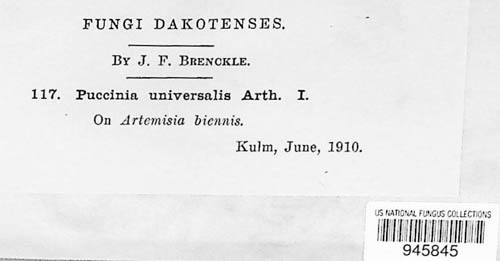 FUNGI DAKOTENSES.
BY J. F. BRENCKLE.
117. Puccinia universalis Arth. I.
On Artemisia biennis.
Kulm, June, 1910.
US NATIONAL FUNGUS COLLECTIONS
945845